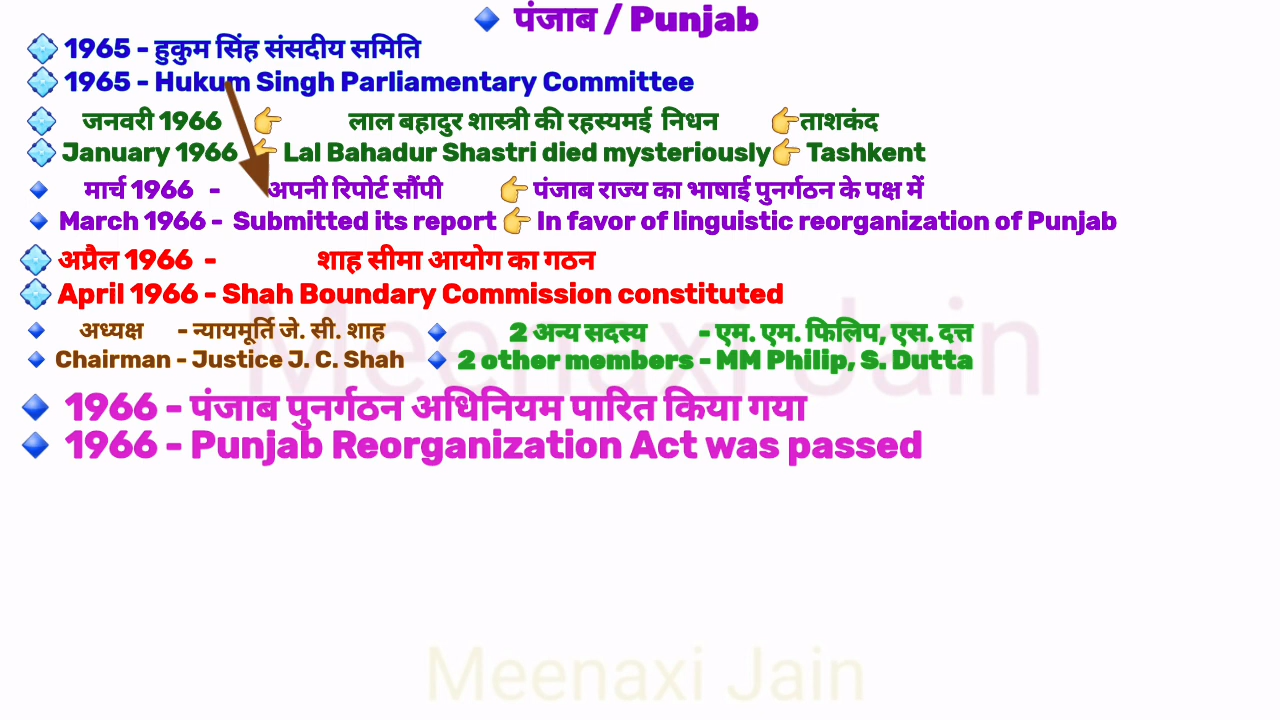 पंजाब / Punjab
1965 - हुकुम सिंह संसदीय समिति
1965 - Hukum Singh Parliamentary Committee
जनवरी 1966 👉 लाल बहादुर शास्त्री की रहस्यमई निधन 👉ताशकंद
January 1966 👉 Lal Bahadur Shastri died mysteriously👉 Tashkent
मार्च 1966 - अपनी रिपोर्ट सौंपी 👉 पंजाब राज्य का भाषाई पुनर्गठन के पक्ष में
March 1966 - Submitted its report 👉 In favor of linguistic reorganization of Punjab
अप्रैल 1966 - शाह सीमा आयोग का गठन
April 1966 - Shah Boundary Commission constituted
अध्यक्ष - न्यायमूर्ति जे. सी. शाह 2 अन्य सदस्य - एम. एम. फिलिप, एस. दत्त
Chairman - Justice J. C. Shah 2 other members - MM Philip, S. Dutta
1966 - पंजाब पुनर्गठन अधिनियम पारित किया गया
1966 - Punjab Reorganization Act was passed
Meenaxi Jain
Meenaxi Jain